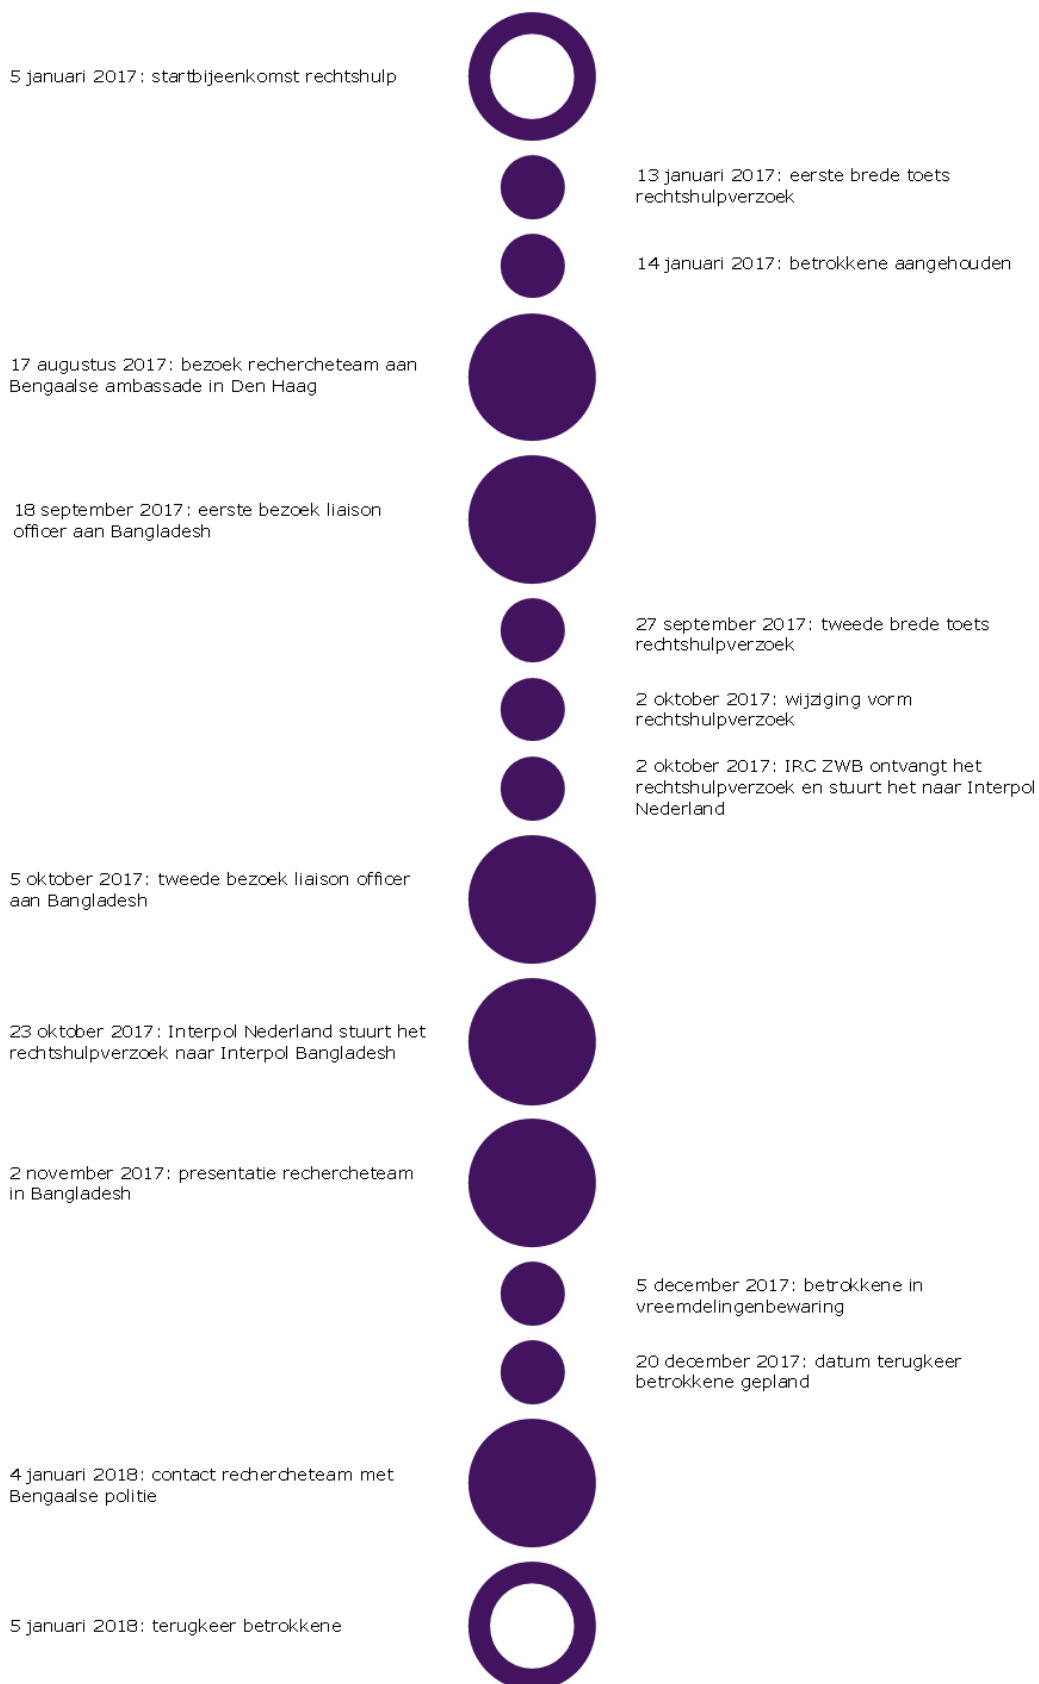 5 januari 2017: startbijeenkomst rechtshulp
13 januari 2017: eerste brede toets
rechtshulpverzoek
14 januari 2017: betrokkene aangehouden
17 augustus 2017: bezoek rechercheteam aan
Bengaalse ambassade in Den Haag
18 september 2017: eerste bezoek liaison
officer aan Bangladesh
27 september 2017: tweede brede toets
rechtshulpverzoek
2 oktober 2017: wijziging vorm
rechtshulpverzoek
2 oktober 2017: IRC ZWB ontvangt het
rechtshulpverzoek en stuurt het naar Interpol
Nederland
5 oktober 2017: tweede bezoek liaison officer
aan Bangladesh
23 oktober 2017: Interpol Nederland stuurt het
rechtshulpverzoek naar Interpol Bangladesh
2 november 2017: presentatie rechercheteam
in Bangladesh
5 december 2017: betrokkene in
vreemdelingenbewaring
20 december 2017: datum terugkeer
betrokkene gepland
4 januari 2018: contact rechercheteam met
Bengaalse politie
5 januari 2018: terugkeer betrokkene